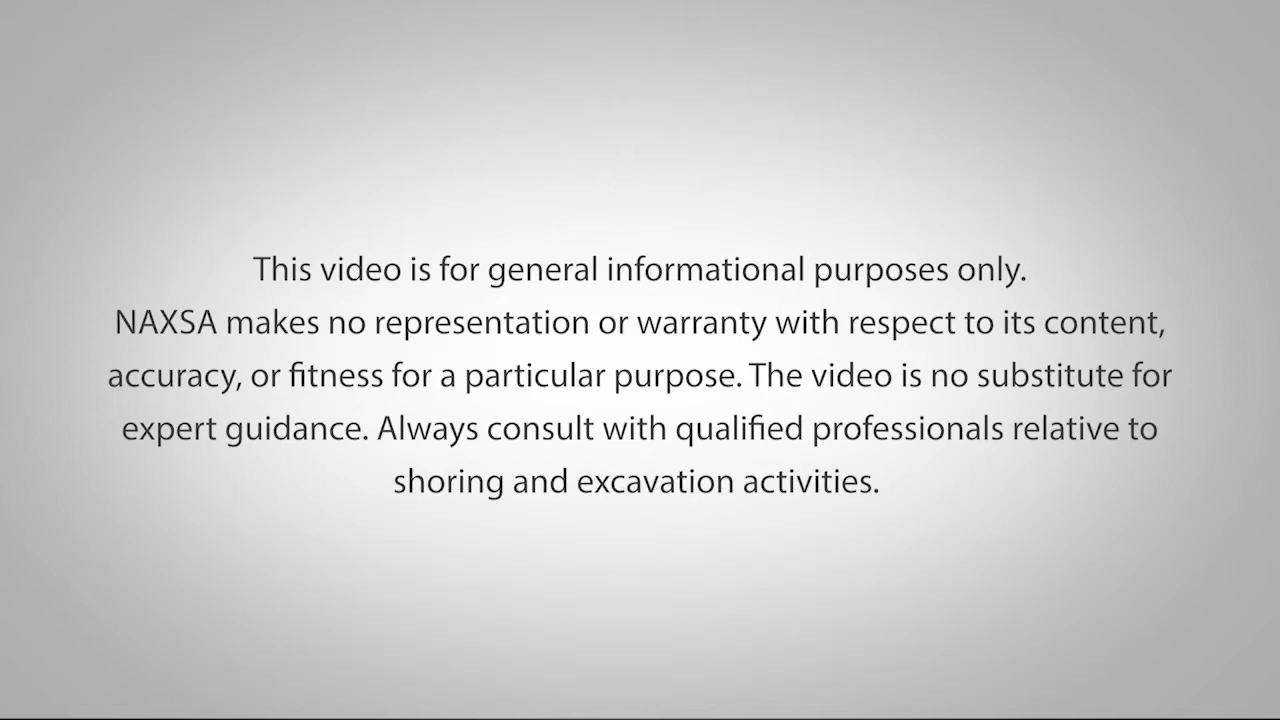 This video is for general informational purposes only.
NAXSA makes no representation or warranty with respect to its content,
accuracy, or fitness for a particular purpose. The video is no substitute for
expert guidance. Always consult with qualified professionals relative to
shoring and excavation activities.